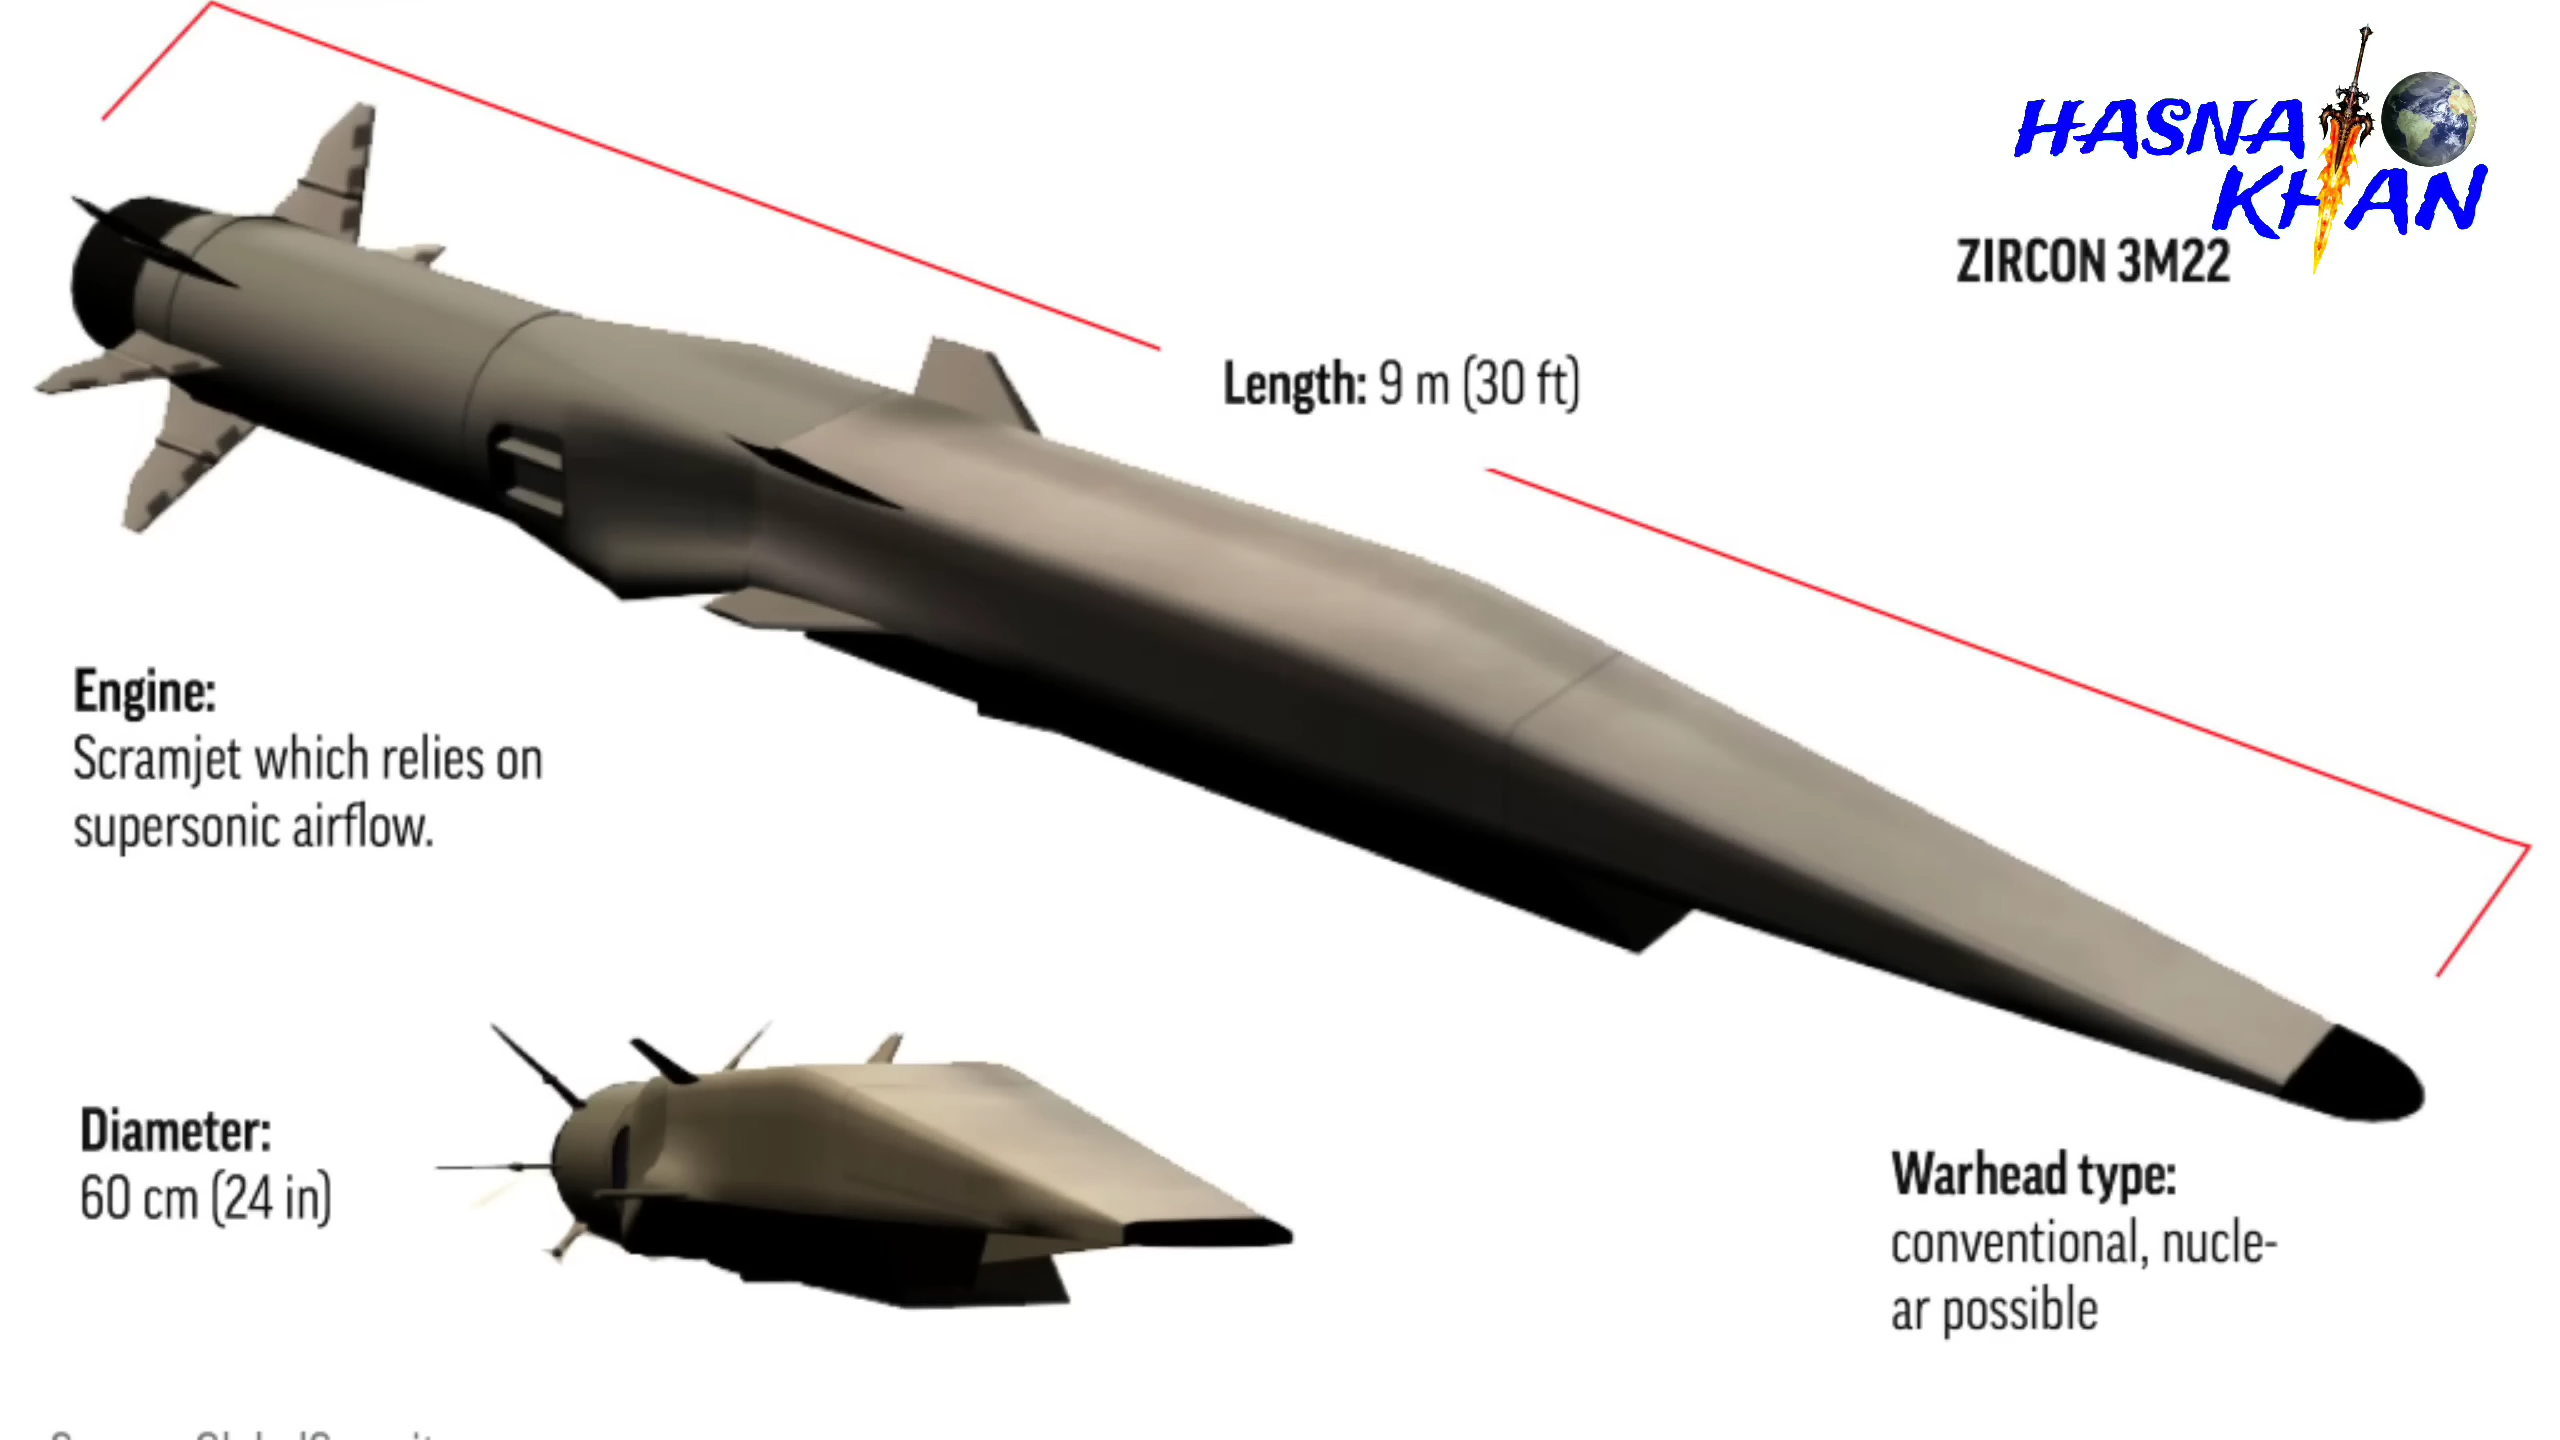 HASNA
KHAN
ZIRCON 3M22
Length: 9 m (30 ft)
Engine:
Scramjet which relies on
supersonic airflow.
Diameter:
60 cm (24 in)
Warhead type:
conventional, nucle-
ar possible